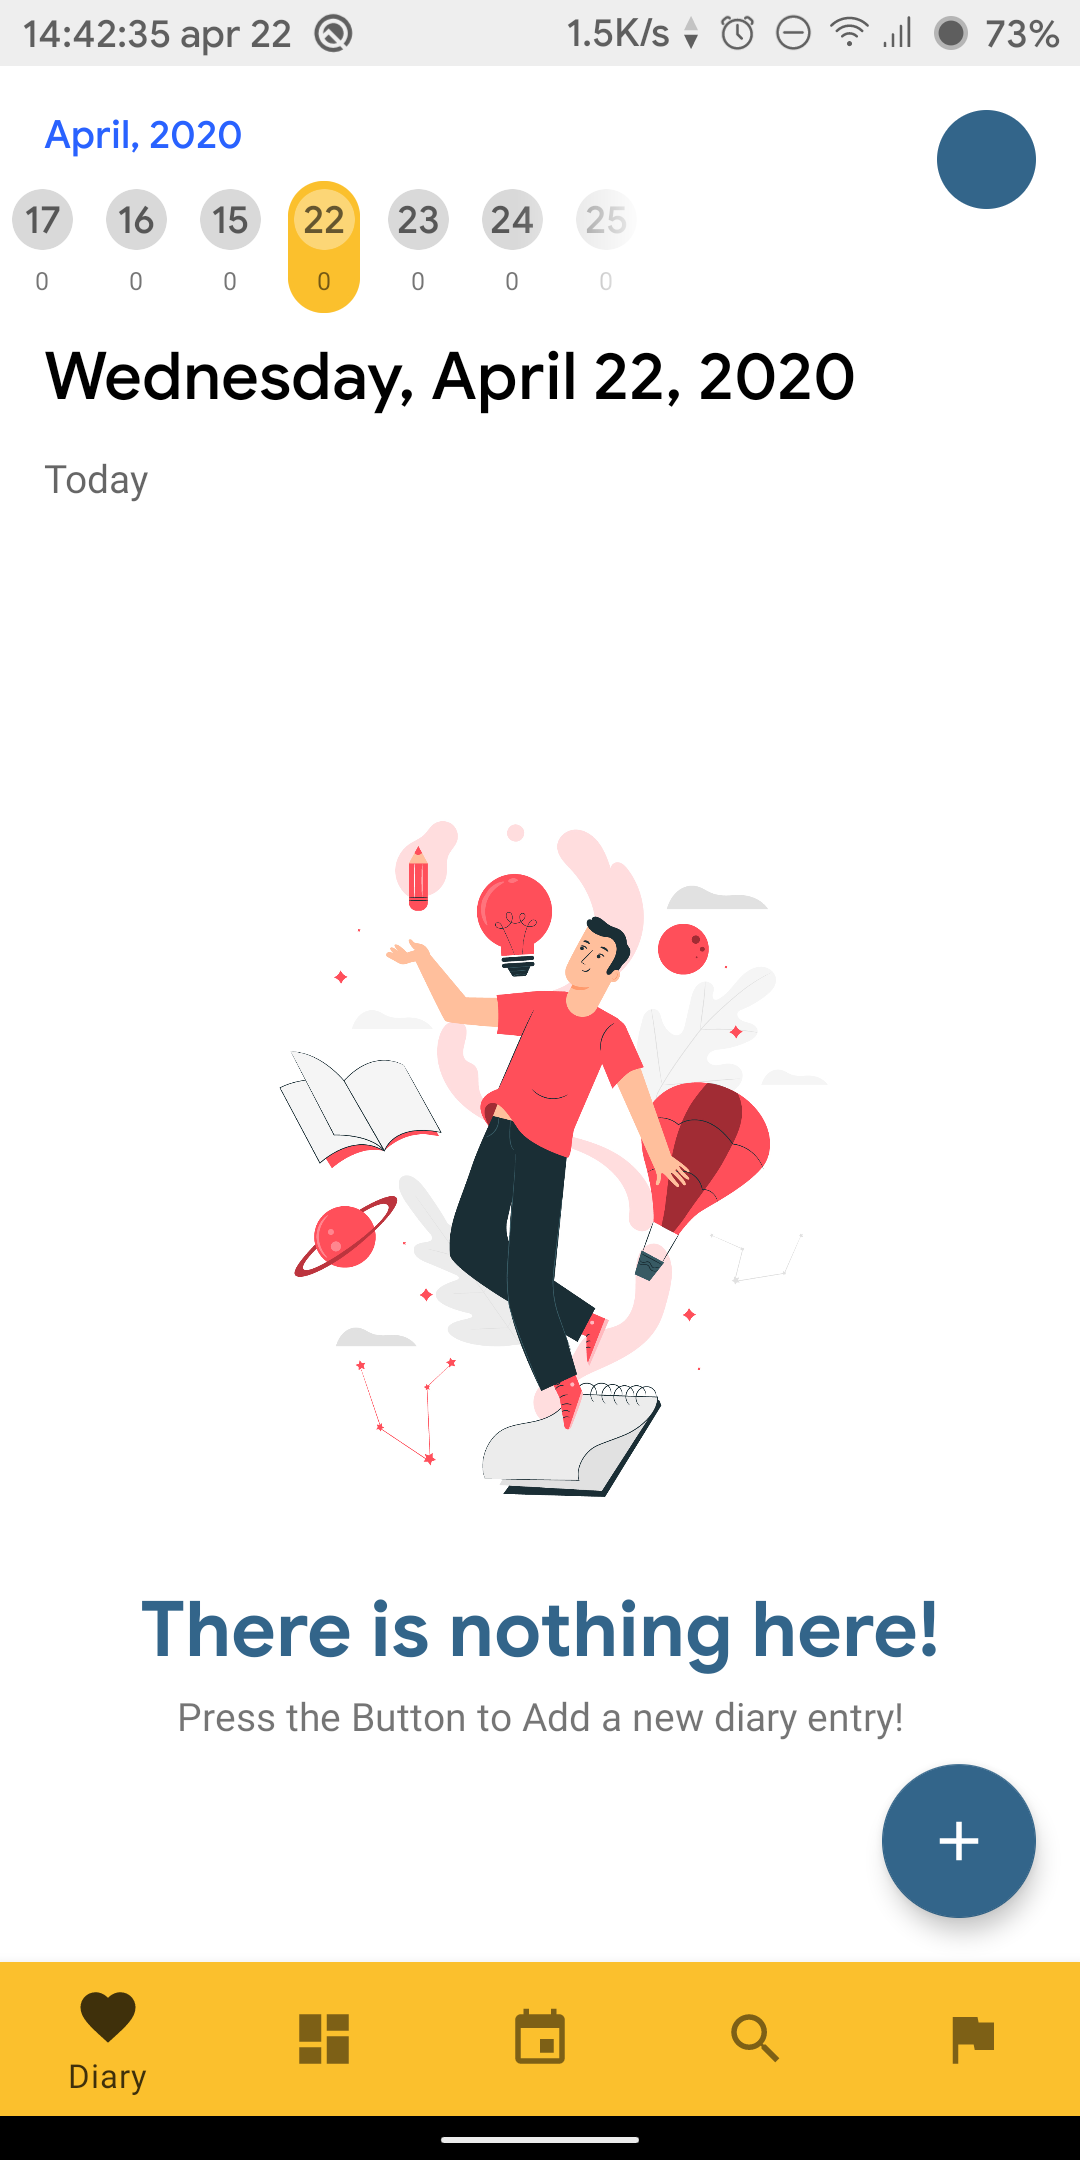 14:42:35 apr 22 1.5K/s 73%
April, 2020
17 16 15 22 23 24 25
0 0 0 0 0 0 0
Wednesday, April 22, 2020
Today
There is nothing here!
Press the Button to Add a new diary entry!
Diary